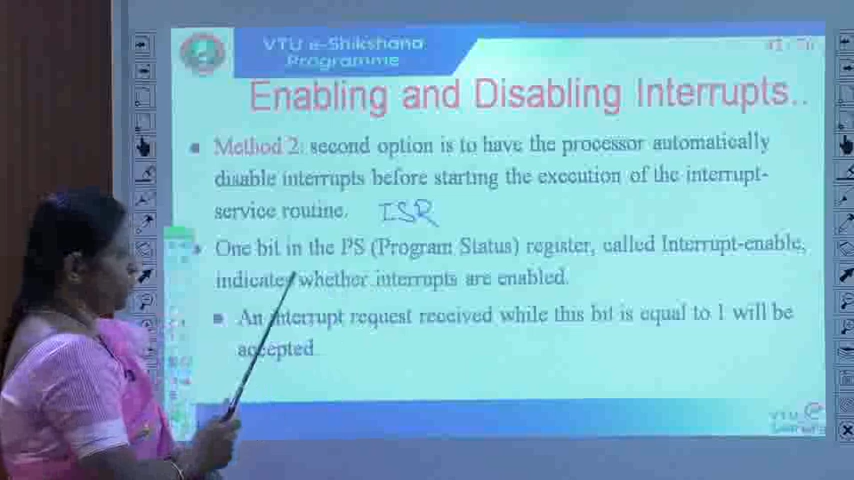 VTU e-Shikshana
Programme
Enabling and Disabling Interrupts..
Method 2: second option is to have the processor automatically
disable interrupts before starting the execution of the interrupt-
service routine. ISR
One bit in the PS (Program Status) register, called Interrupt-enable,
indicates whether interrupts are enabled.
An interrupt request received while this bit is equal to 1 will be
accepted.
VTU